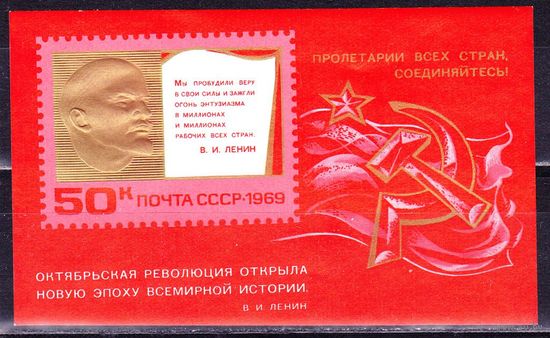 ПРОЛЕТАРИИ ВСЕХ СТРАН,
СОЕДИНЯЙТЕСЬ!
МЫ ПРОБУДИЛИ ВЕРУ
В СВОИ СИЛЫ И ЗАЖГЛИ
ОГОНЬ ЭНТУЗИАЗМА
В МИЛЛИОНАХ
И МИЛЛИОНАХ
РАБОЧИХ ВСЕХ СТРАН.
В. И. ЛЕНИН
50 К ПОЧТА СССР·1969
ОКТЯБРЬСКАЯ РЕВОЛЮЦИЯ ОТКРЫЛА
НОВУЮ ЭПОХУ ВСЕМИРНОЙ ИСТОРИИ.
В. И. ЛЕНИН